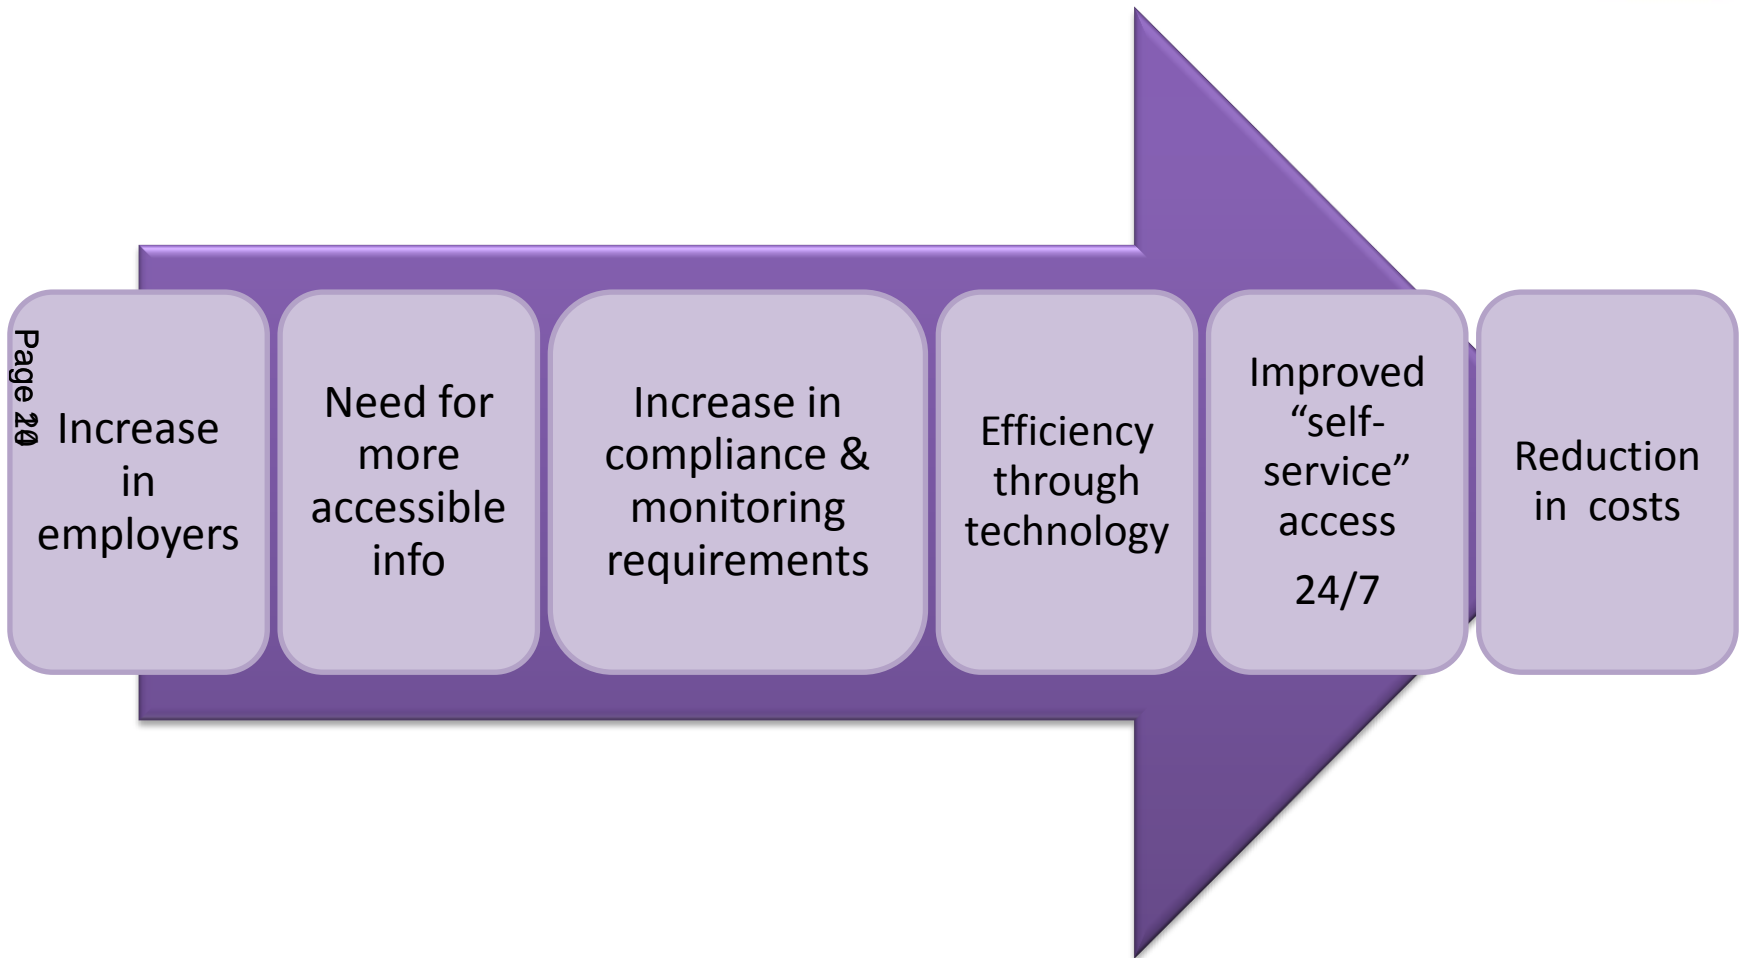 Page
Increase
in
employers
Need for
more
accessible
info
Increase in
compliance &
monitoring
requirements
Efficiency
through
technology
Improved
“self-
service”
access
24/7
Reduction
in  costs